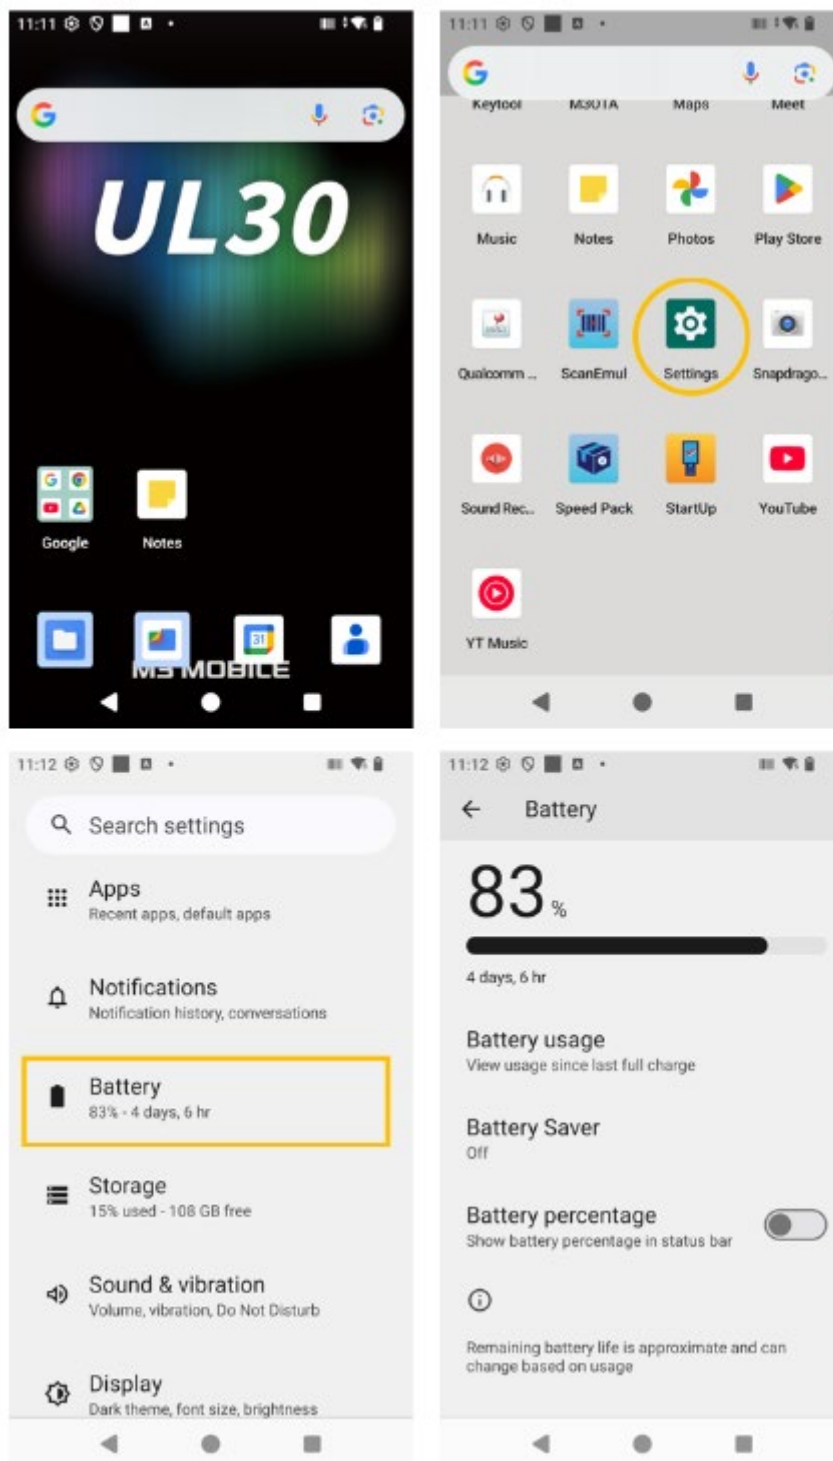 11:11
UL30
Google
Notes
31
M3 MOBILE
11:11
Keytool
M3OTA
Maps
Meet
Music
Notes
Photos
Play Store
Qualcomm ...
ScanEmul
Settings
Snapdrago...
Sound Rec...
Speed Pack
StartUp
YouTube
YT Music
11:12
Search settings
Apps
Recent apps, default apps
Notifications
Notification history, conversations
Battery
83% - 4 days, 6 hr
Storage
15% used - 108 GB free
Sound & vibration
Volume, vibration, Do Not Disturb
Display
Dark theme, font size, brightness
11:12
Battery
83 %
4 days, 6 hr
Battery usage
View usage since last full charge
Battery Saver
Off
Battery percentage
Show battery percentage in status bar
Remaining battery life is approximate and can
change based on usage